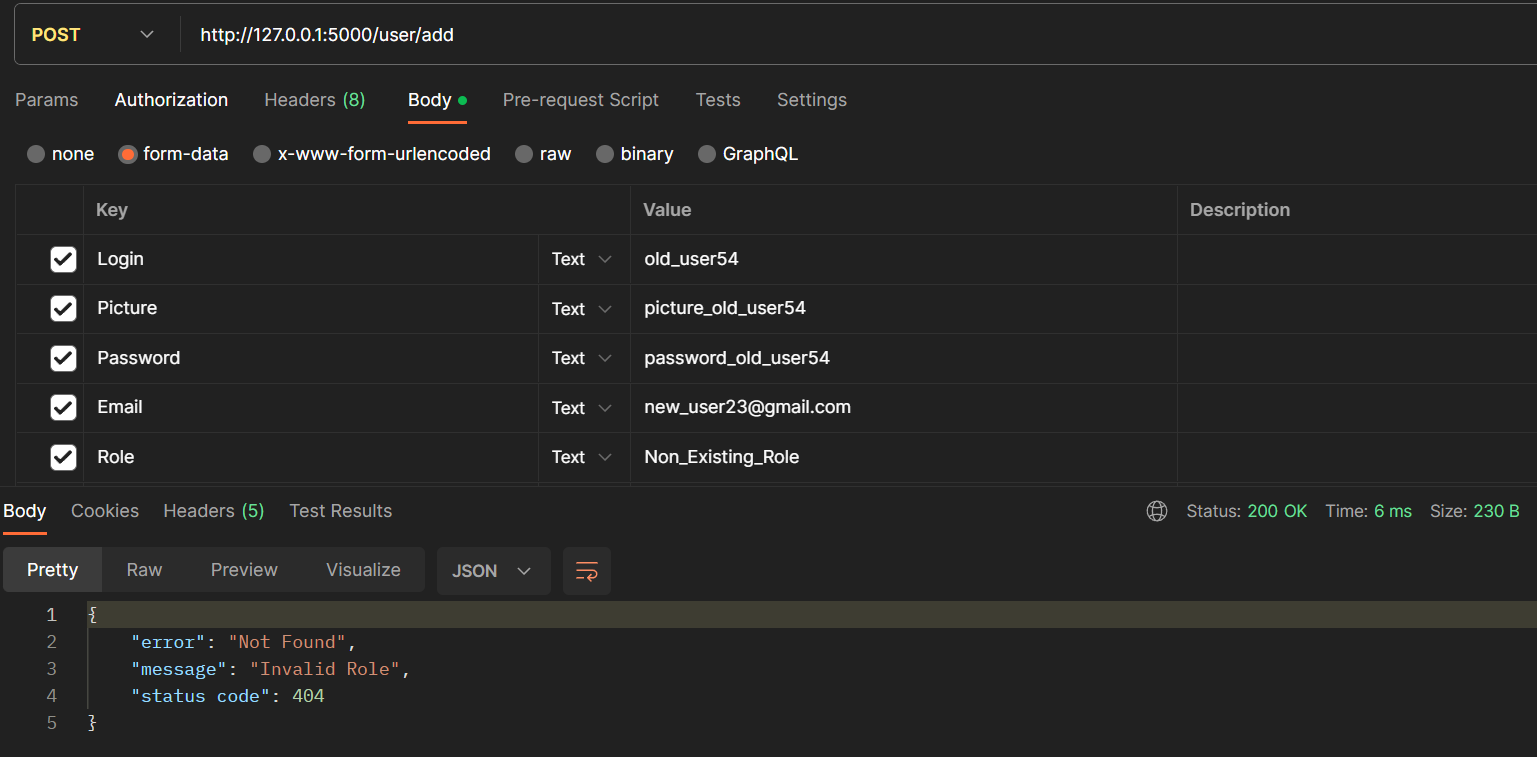 POST http://127.0.0.1:5000/user/add
Params Authorization Headers (8) Body Pre-request Script Tests Settings
none form-data x-www-form-urlencoded raw binary GraphQL
Key Value Description
Login Text old_user54
Picture Text picture_old_user54
Password Text password_old_user54
Email Text new_user23@gmail.com
Role Text Non_Existing_Role
Body Cookies Headers (5) Test Results Status: 200 OK Time: 6 ms Size: 230 B
Pretty Raw Preview Visualize JSON
1 {
2 "error": "Not Found",
3 "message": "Invalid Role",
4 "status code": 404
5 }